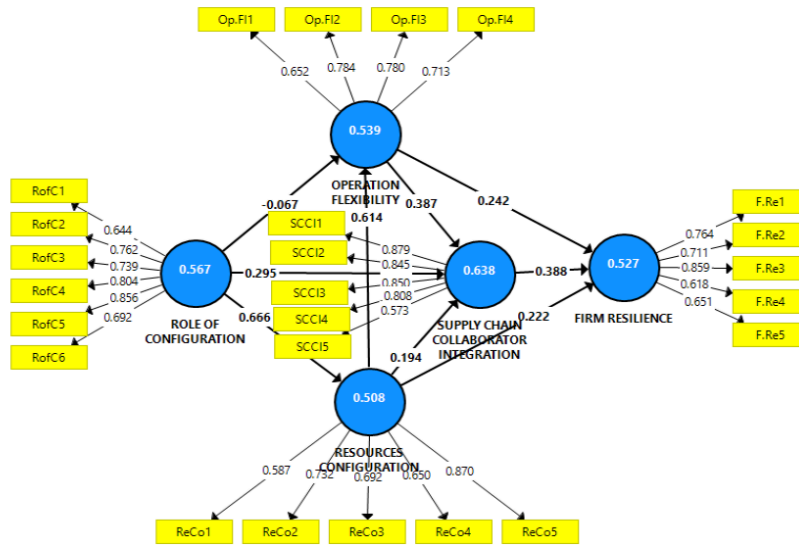 Op.Fl1
Op.Fl2
Op.Fl3
Op.Fl4
0.652
0.784
0.780
0.713
0.539
OPERATION
FLEXIBILITY
-0.067
0.614
0.387
0.242
RofC1
RofC2
RofC3
RofC4
RofC5
RofC6
0.644
0.762
0.739
0.804
0.856
0.692
0.567
ROLE OF
CONFIGURATION
0.295
0.666
SCCI1
SCCI2
SCCI3
SCCI4
SCCI5
0.879
0.845
0.850
0.808
0.573
0.638
SUPPLY CHAIN
COLLABORATOR
INTEGRATION
0.388
0.222
0.194
0.527
FIRM RESILIENCE
0.764
0.711
0.859
0.618
0.651
F.Re1
F.Re2
F.Re3
F.Re4
F.Re5
0.508
RESOURCES
CONFIGURATION
0.587
0.732
0.692
0.650
0.870
ReCo1
ReCo2
ReCo3
ReCo4
ReCo5